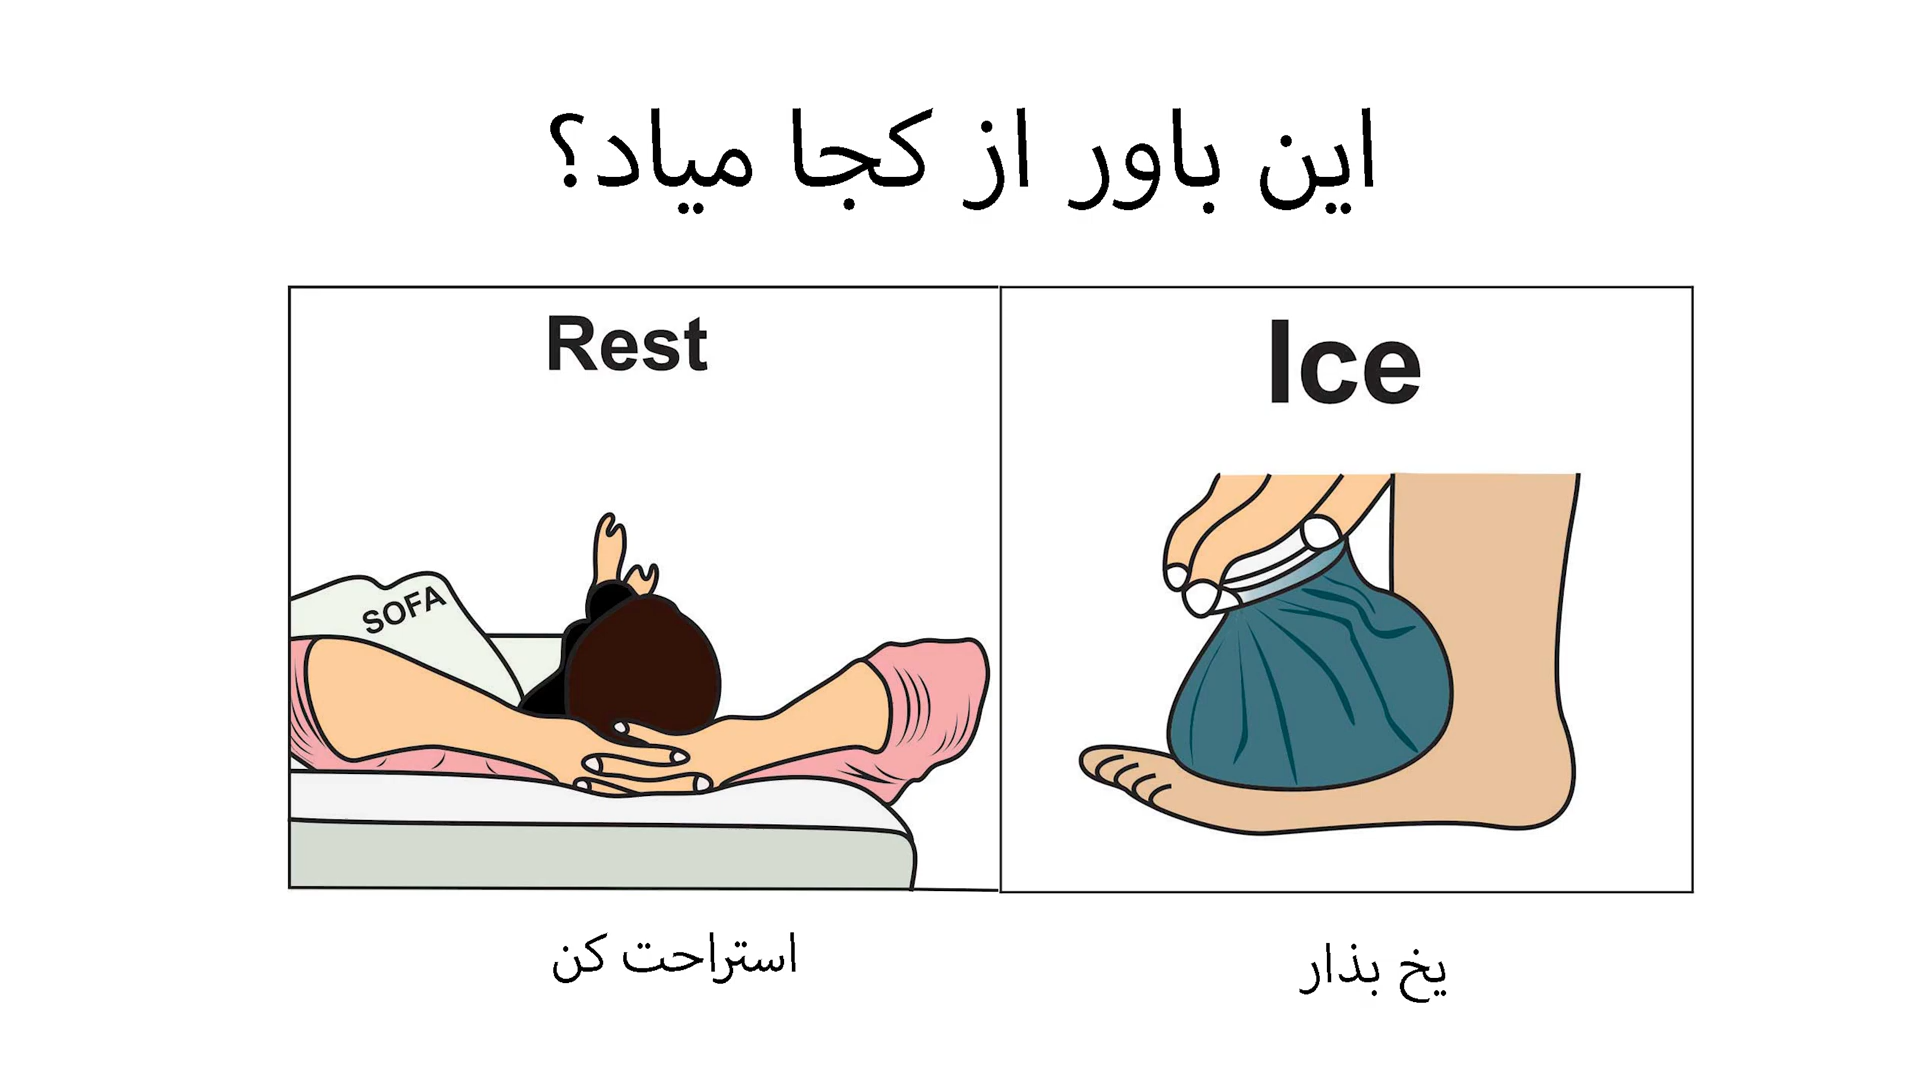 این باور از کجا میاد؟
Rest
SOFA
استراحت کن
Ice
یخ بذار